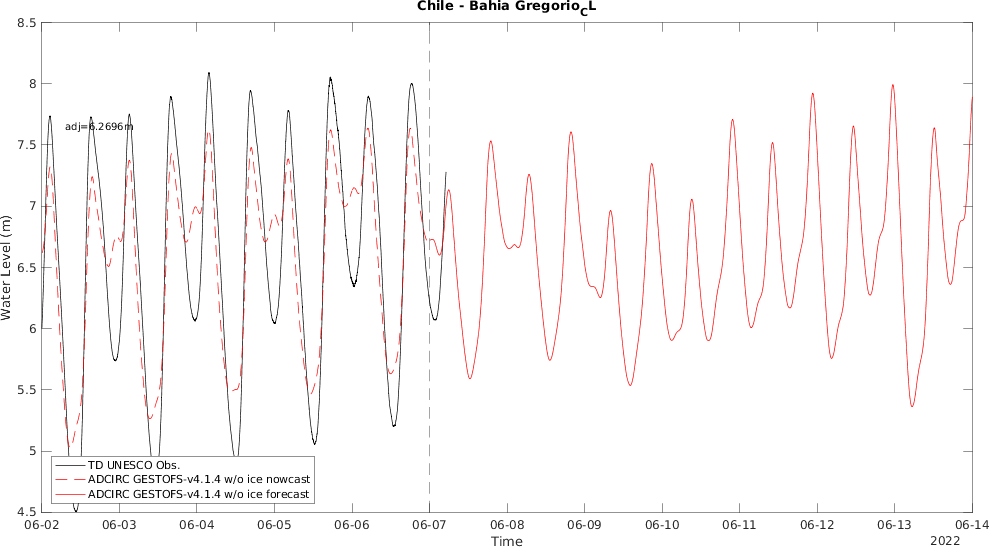 Chile - Bahia Gregorio_CL
8.5
8
7.5
7
6.5
6
5.5
5
4.5
Water Level (m)
adj=6.2696m
TD UNESCO Obs.
ADCIRC GESTOFS-v4.1.4 w/o ice nowcast
ADCIRC GESTOFS-v4.1.4 w/o ice forecast
06-02 06-03 06-04 06-05 06-06 06-07 06-08 06-09 06-10 06-11 06-12 06-13 06-14
Time
2022